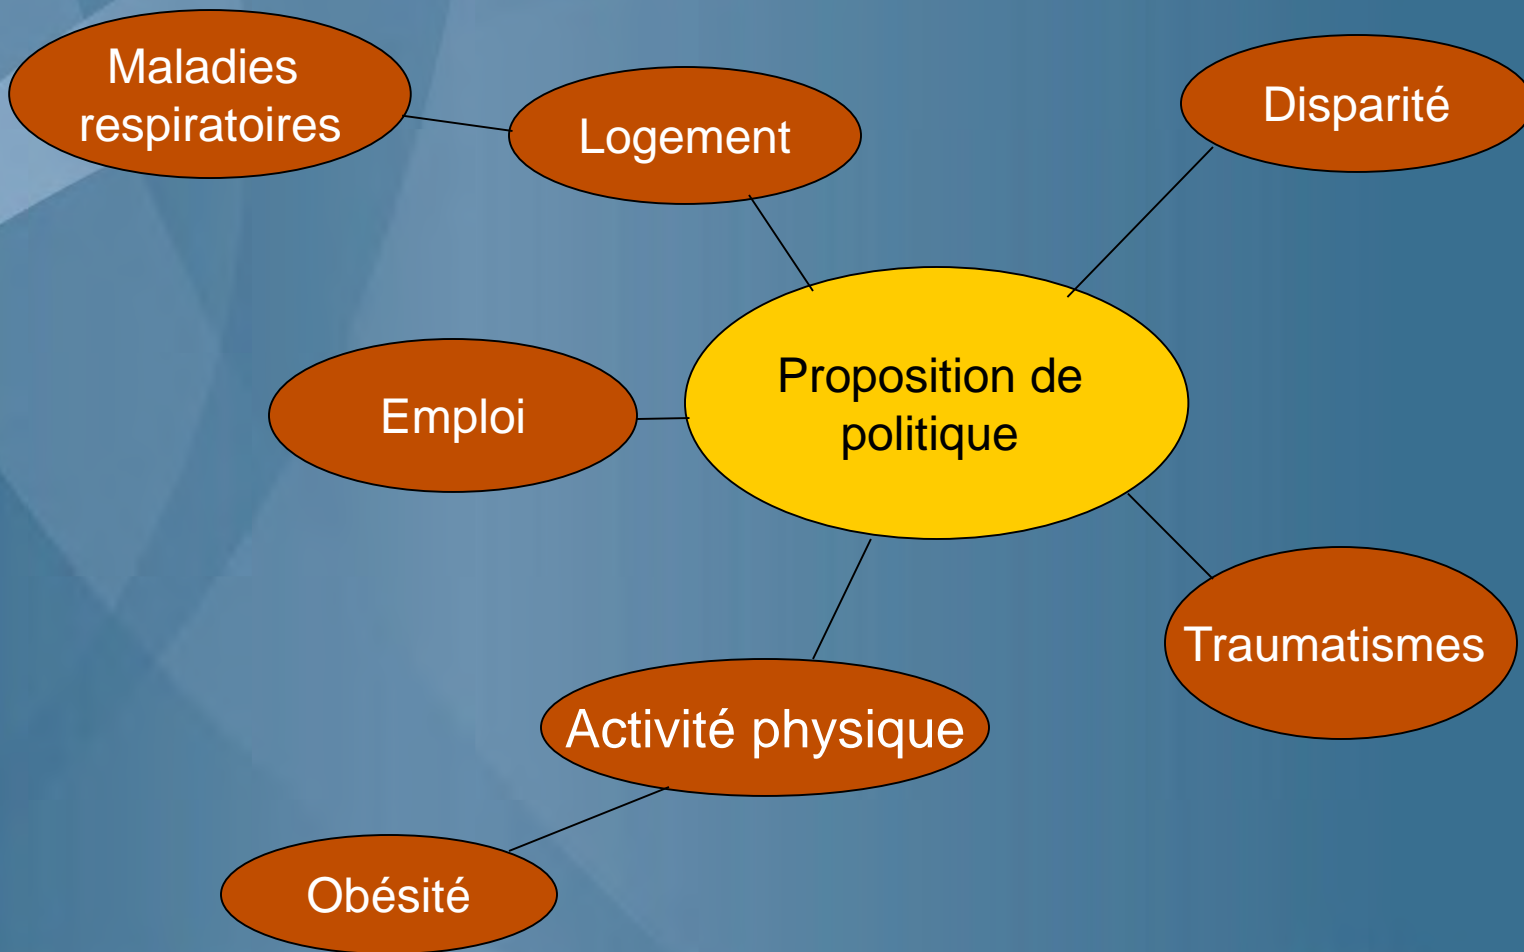 Maladies
respiratoires
Logement
Disparité
Proposition de
politique
Emploi
Traumatismes
Activité physique
Obésité